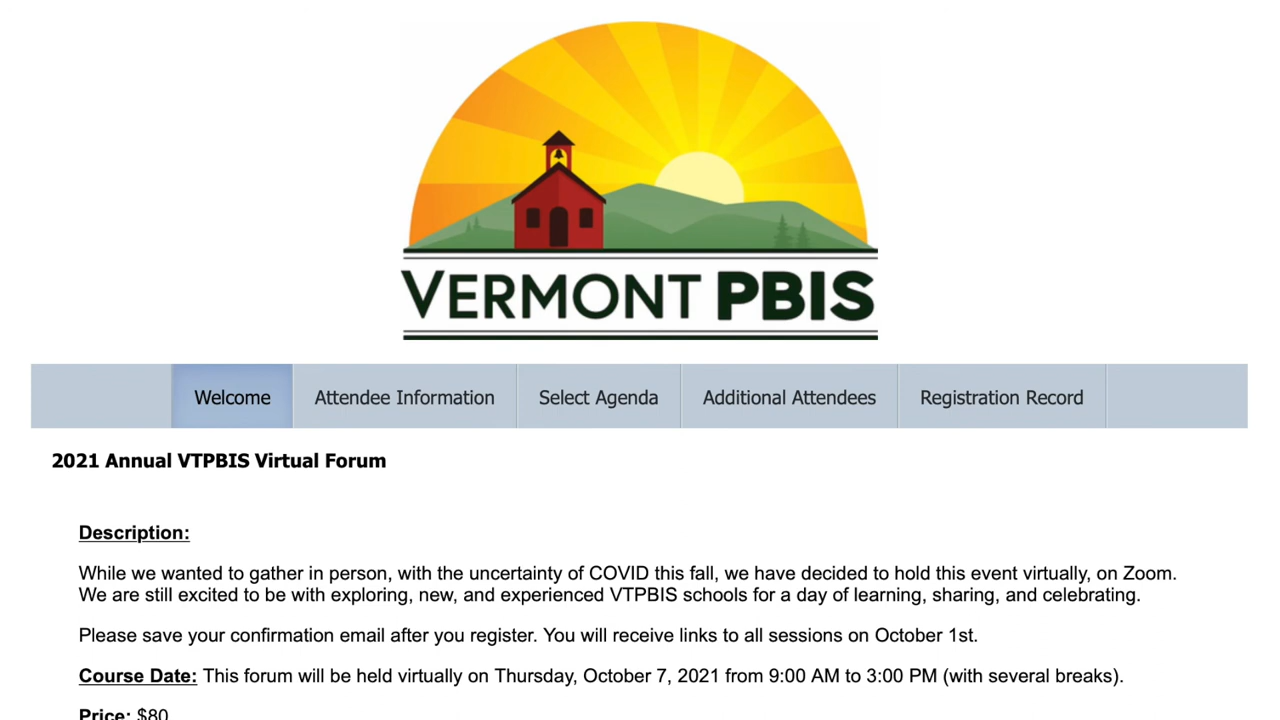 VERMONT PBIS
Welcome
Attendee Information
Select Agenda
Additional Attendees
Registration Record
2021 Annual VTPBIS Virtual Forum
Description:
While we wanted to gather in person, with the uncertainty of COVID this fall, we have decided to hold this event virtually, on Zoom.
We are still excited to be with exploring, new, and experienced VTPBIS schools for a day of learning, sharing, and celebrating.
Please save your confirmation email after you register. You will receive links to all sessions on October 1st.
Course Date: This forum will be held virtually on Thursday, October 7, 2021 from 9:00 AM to 3:00 PM (with several breaks).
Price: $80